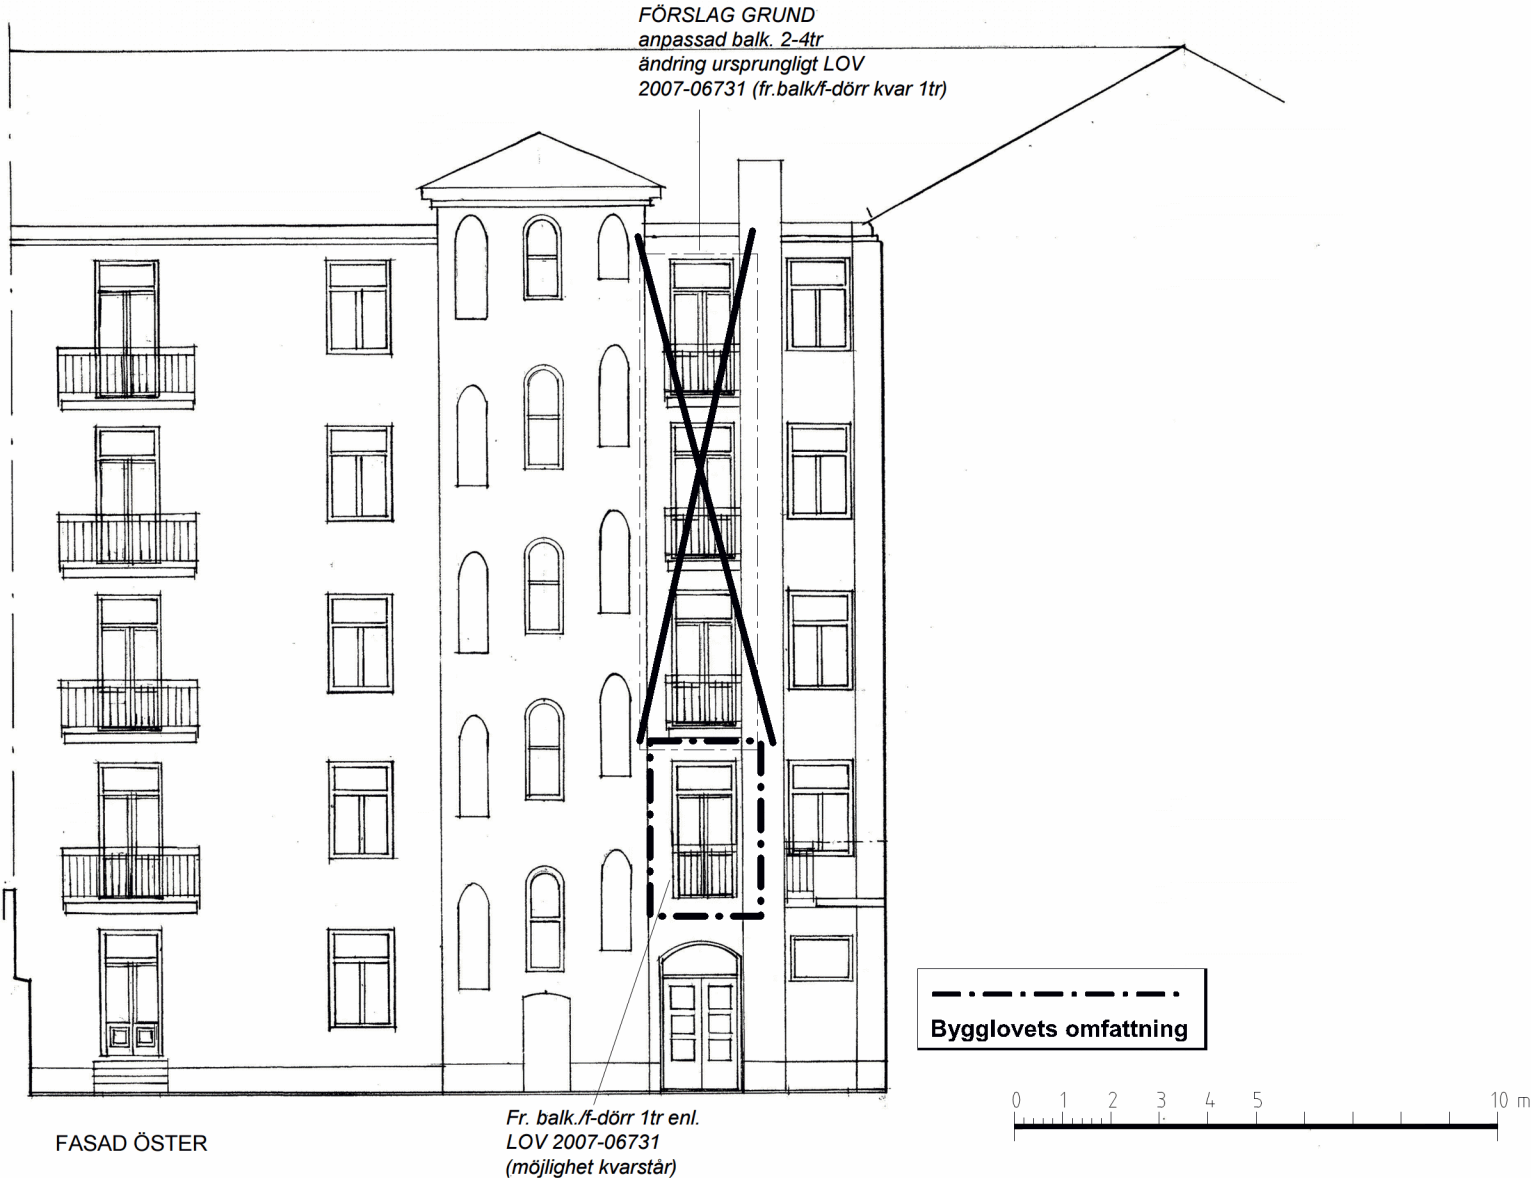 FÖRSLAG GRUND
anpassad balk. 2-4tr
ändring ursprungligt LOV
2007-06731 (fr.balk/f-dörr kvar 1tr)
Bygglovets omfattning
0 1 2 3 4 5 10 m
Fr. balk./f-dörr 1tr enl.
LOV 2007-06731
(möjlighet kvarstår)
FASAD ÖSTER